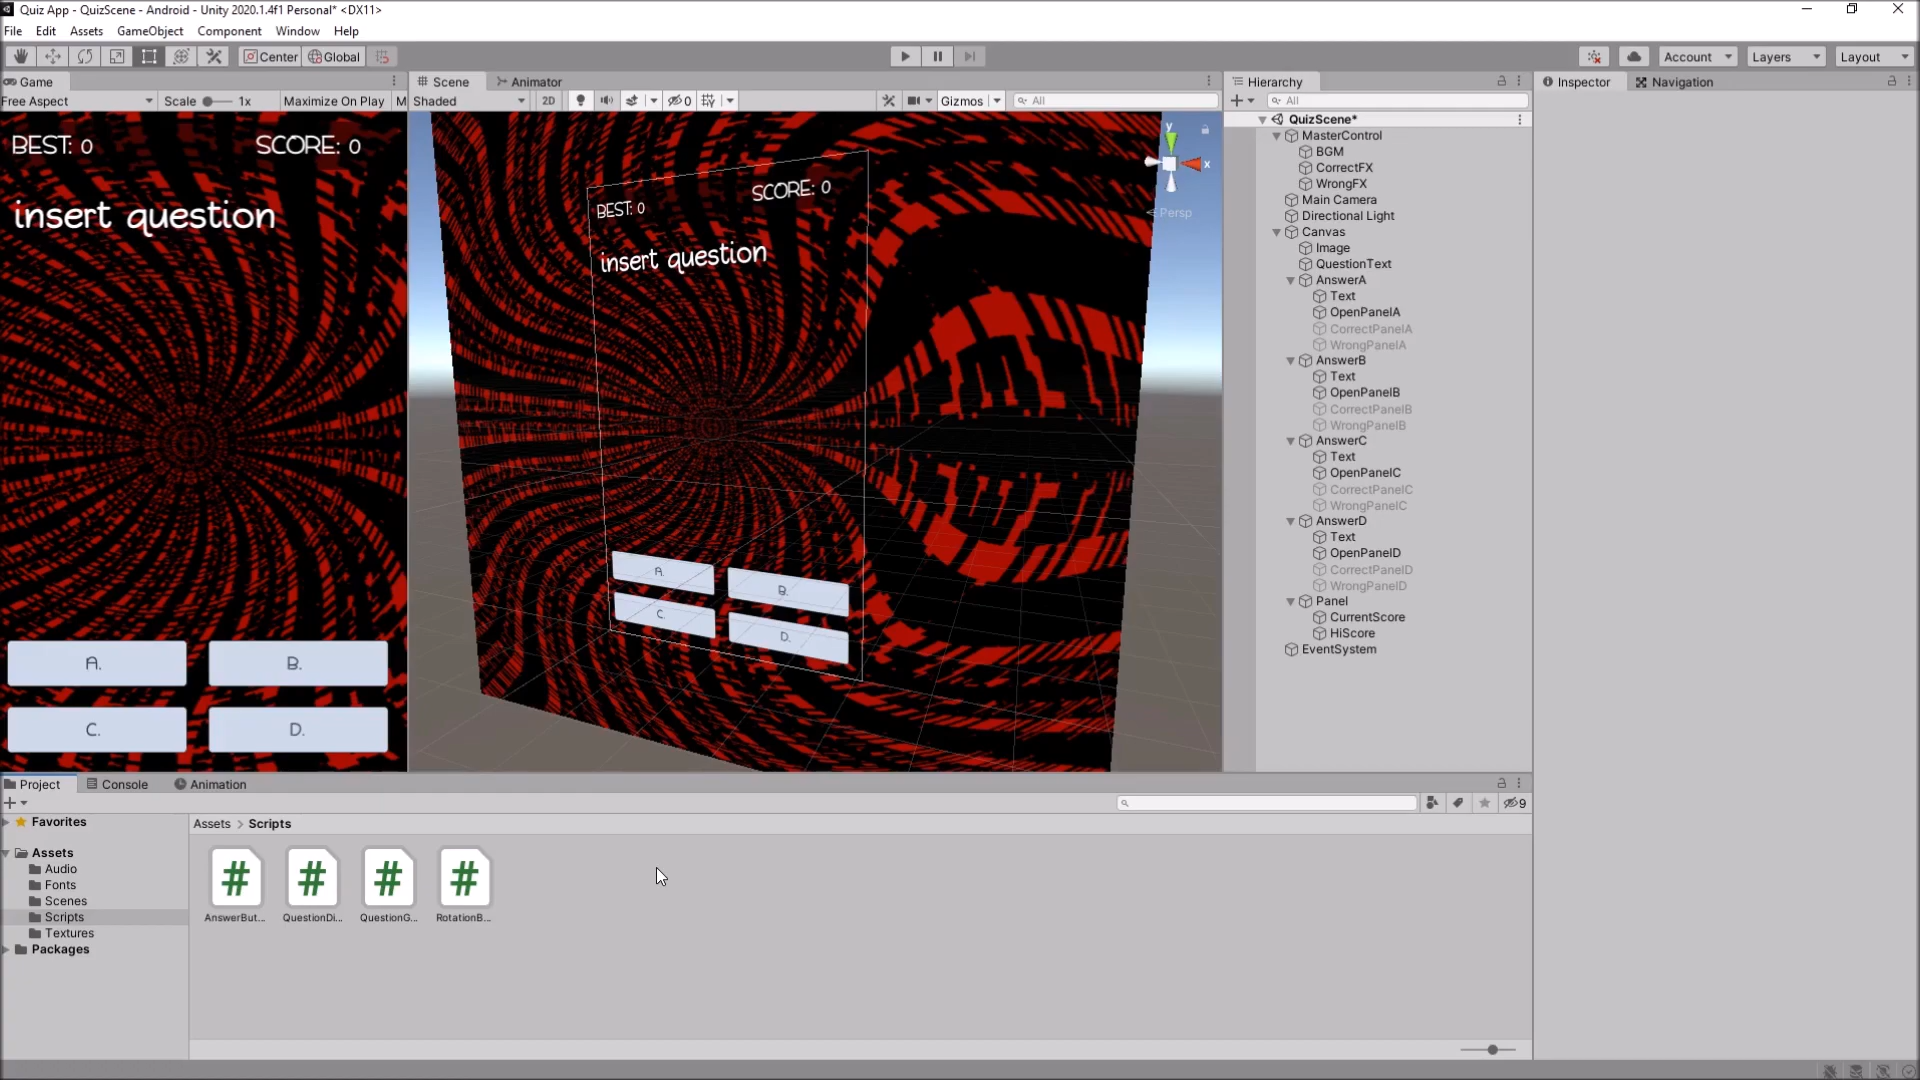 Quiz App - QuizScene - Android - Unity 2020.1.4f1 Personal* <DX11>
File Edit Assets GameObject Component Window Help
Center Global Account Layers Layout
Game
Free Aspect Scale 1x Maximize On Play M
BEST: 0 SCORE: 0
insert question
A. B.
C. D.
Scene Animator
Shaded 2D 0 Gizmos All
y
x
Persp
SCORE: 0
BEST: 0
insert question
A.
B.
C.
D.
Hierarchy
All
QuizScene*
MasterControl
BGM
CorrectFX
WrongFX
Main Camera
Directional Light
Canvas
Image
QuestionText
AnswerA
Text
OpenPanelA
CorrectPanelA
WrongPanelA
AnswerB
Text
OpenPanelB
CorrectPanelB
WrongPanelB
AnswerC
Text
OpenPanelC
CorrectPanelC
WrongPanelC
AnswerD
Text
OpenPanelD
CorrectPanelD
WrongPanelD
Panel
CurrentScore
HiScore
EventSystem
Inspector Navigation
Project Console Animation
9
Favorites
Assets
Audio
Fonts
Scenes
Scripts
Textures
Packages
Assets > Scripts
# # # #
AnswerBut... QuestionDi... QuestionG... RotationB...